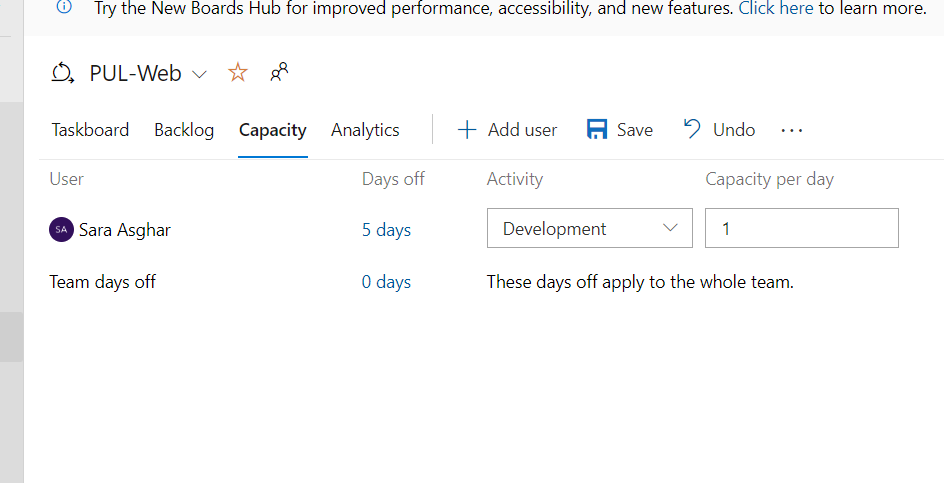 Try the New Boards Hub for improved performance, accessibility, and new features. Click here to learn more.
PUL-Web
Taskboard Backlog Capacity Analytics Add user Save Undo ...
User Days off Activity Capacity per day
SA Sara Asghar 5 days Development 1
Team days off 0 days These days off apply to the whole team.